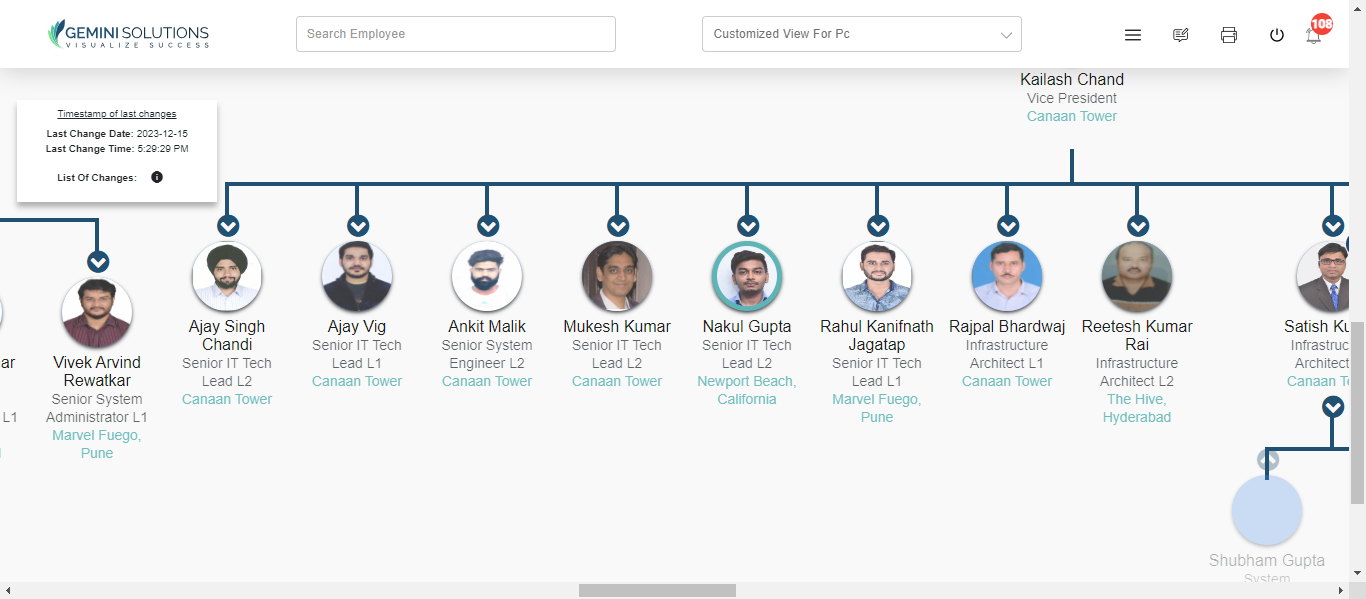 GEMINI SOLUTIONS
VISUALIZE SUCCESS
Search Employee
Customized View For Pc
108
Kailash Chand
Vice President
Canaan Tower
Timestamp of last changes
Last Change Date: 2023-12-15
Last Change Time: 5:29:29 PM
List Of Changes:
ar
L1
Vivek Arvind
Rewatkar
Senior System
Administrator L1
Marvel Fuego,
Pune
Ajay Singh
Chandi
Senior IT Tech
Lead L2
Canaan Tower
Ajay Vig
Senior IT Tech
Lead L1
Canaan Tower
Ankit Malik
Senior System
Engineer L2
Canaan Tower
Mukesh Kumar
Senior IT Tech
Lead L2
Canaan Tower
Nakul Gupta
Senior IT Tech
Lead L2
Newport Beach,
California
Rahul Kanifnath
Jagatap
Senior IT Tech
Lead L1
Marvel Fuego,
Pune
Rajpal Bhardwaj
Infrastructure
Architect L1
Canaan Tower
Reetesh Kumar
Rai
Infrastructure
Architect L2
The Hive,
Hyderabad
Satish Ku
Infrastruc
Architect
Canaan To
Shubham Gupta
System